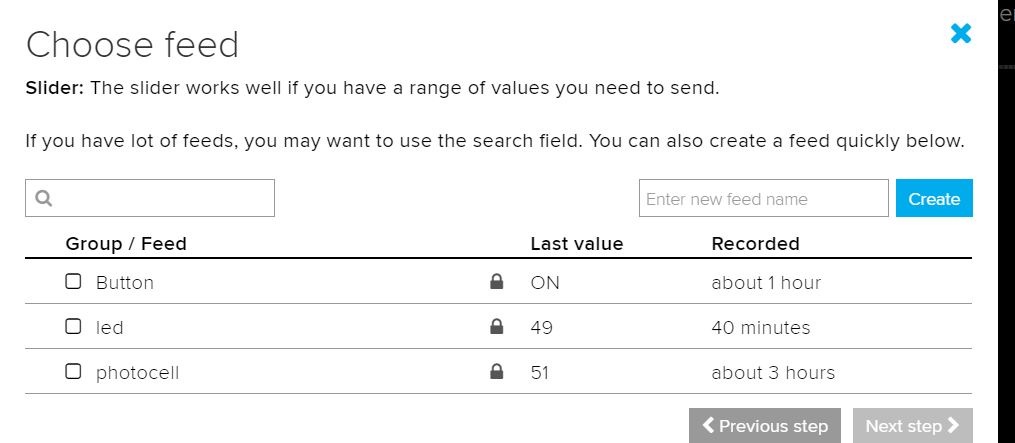 Choose feed
Slider: The slider works well if you have a range of values you need to send.
If you have lot of feeds, you may want to use the search field. You can also create a feed quickly below.
Enter new feed name Create
Group / Feed Last value Recorded
Button ON about 1 hour
led 49 40 minutes
photocell 51 about 3 hours
Previous step Next step